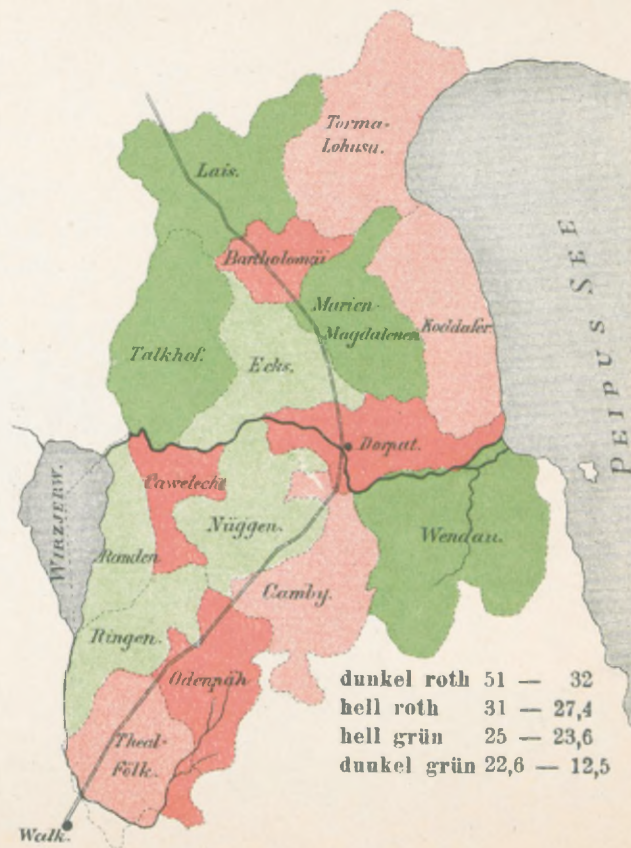 Torma-
Lohusu.
Lais.
Bartholomäi
Marien-
Magdalenen
Koddafer
Talkhof.
Ecks.
PEIPUS SEE
Dorpat.
WIRZJERW.
Cawelecht
Nüggen.
Wendau.
Randen
Camby.
Ringen.
Odenpäh
Theal-
Fölk.
Walk.
dunkel roth 51 — 32
hell roth 31 — 27,4
hell grün 25 — 23,6
dunkel grün 22,6 — 12,5